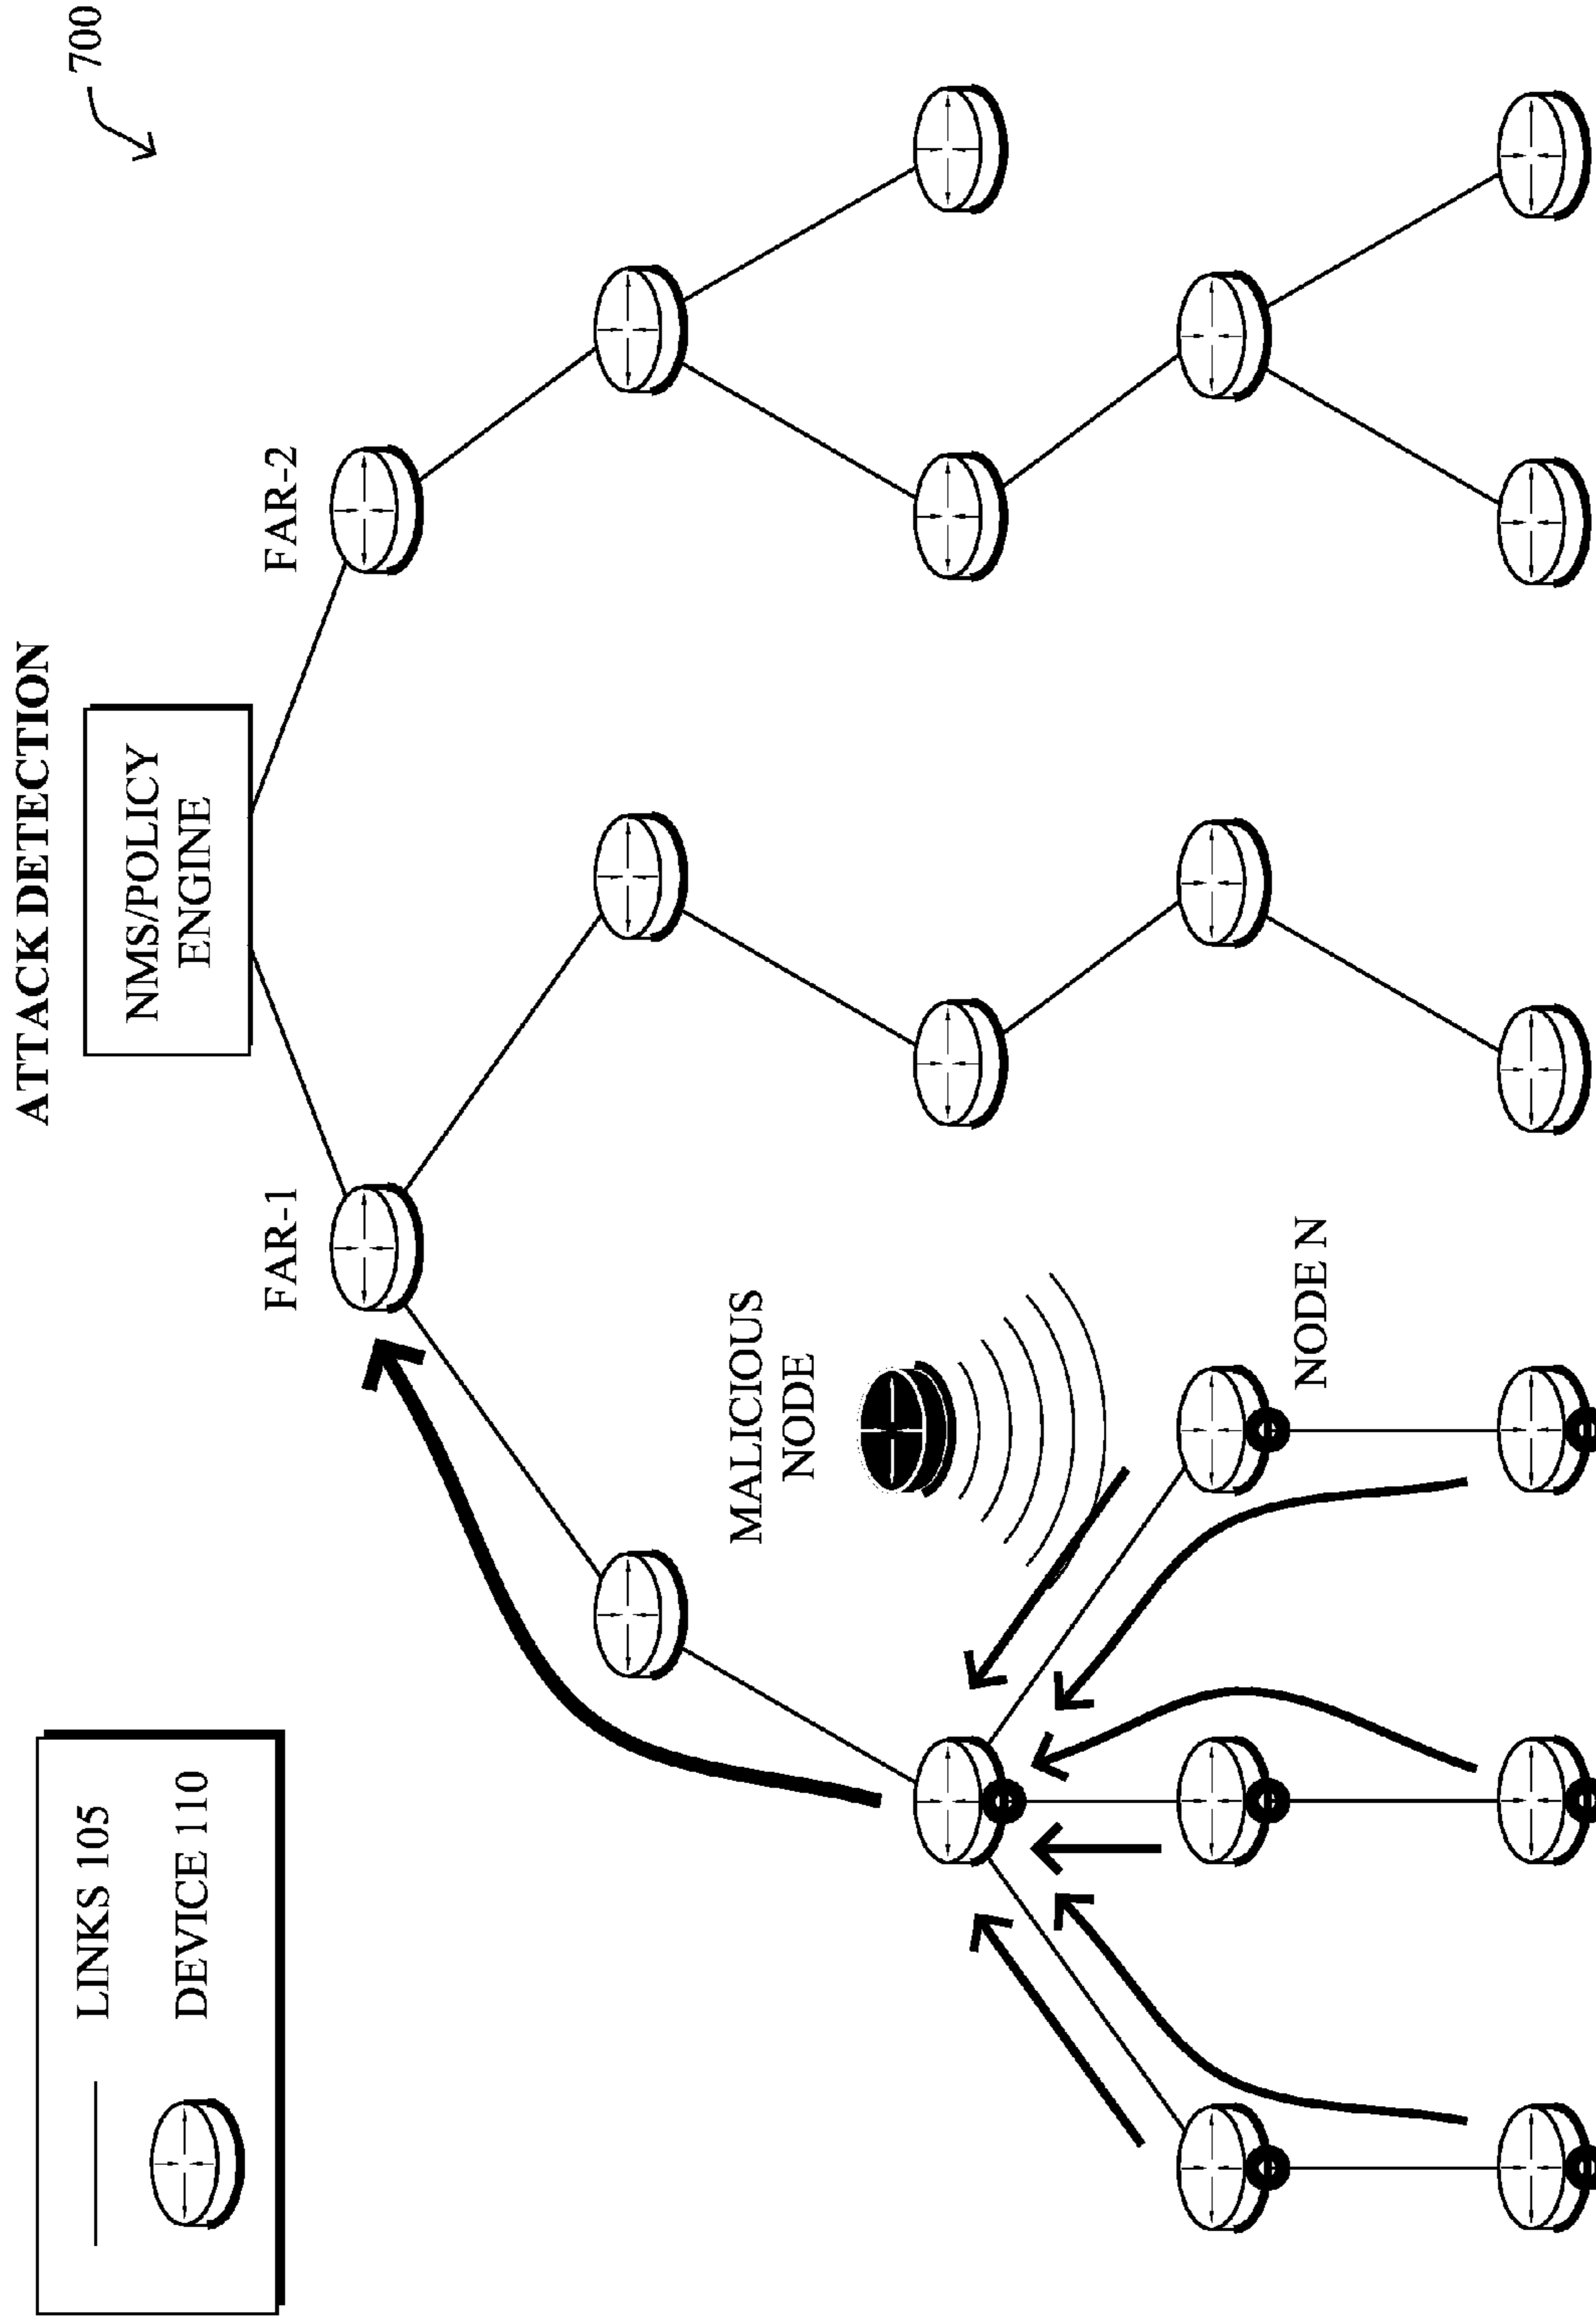 700
ATTACK DETECTION
LINKS 105
DEVICE 110
NMS/POLICY
ENGINE
FAR-1
FAR-2
MALICIOUS
NODE
NODE N